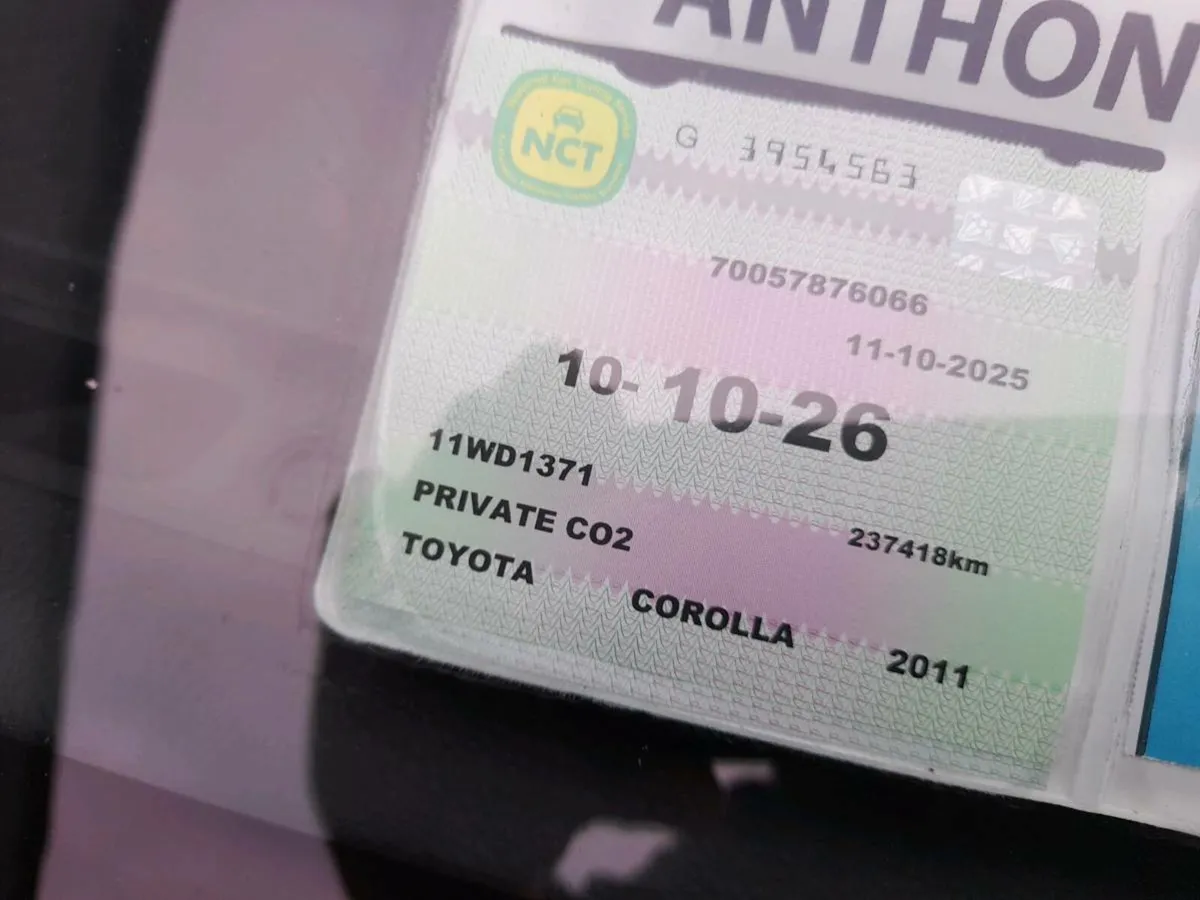 ANTHON
NCT
G 3954563
70057876066
11-10-2025
10- 10-26
11WD1371
PRIVATE CO2
237418km
TOYOTA COROLLA 2011